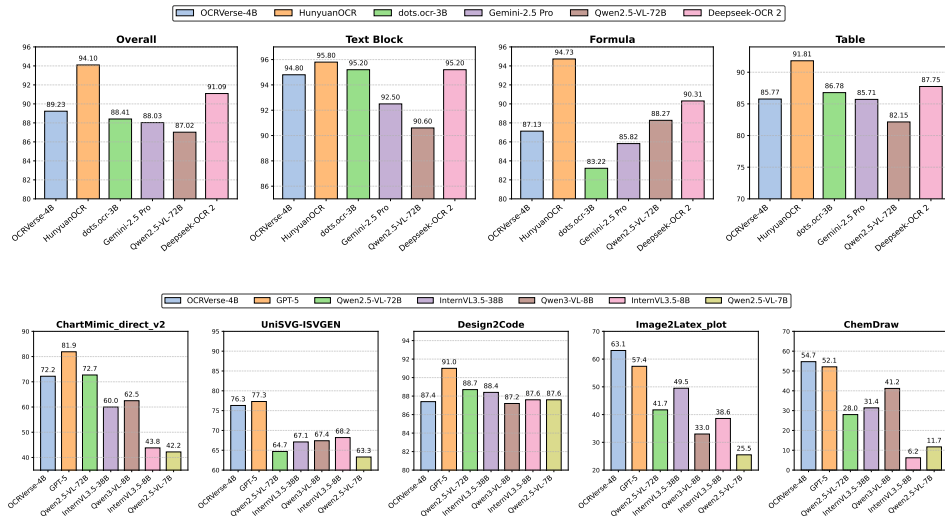 OCRVerse-4B HunyuanOCR dots.ocr-3B Gemini-2.5 Pro Qwen2.5-VL-72B Deepseek-OCR 2
Overall
96
94
92
90
88
86
84
82
80
89.23
94.10
88.41
88.03
87.02
91.09
OCRVerse-4B
HunyuanOCR
dots.ocr-3B
Gemini-2.5 Pro
Qwen2.5-VL-72B
Deepseek-OCR 2
Text Block
96
94
92
90
88
86
94.80
95.80
95.20
92.50
90.60
95.20
OCRVerse-4B
HunyuanOCR
dots.ocr-3B
Gemini-2.5 Pro
Qwen2.5-VL-72B
Deepseek-OCR 2
Formula
96
94
92
90
88
86
84
82
80
87.13
94.73
83.22
85.82
88.27
90.31
OCRVerse-4B
HunyuanOCR
dots.ocr-3B
Gemini-2.5 Pro
Qwen2.5-VL-72B
Deepseek-OCR 2
Table
90
85
80
75
70
85.77
91.81
86.78
85.71
82.15
87.75
OCRVerse-4B
HunyuanOCR
dots.ocr-3B
Gemini-2.5 Pro
Qwen2.5-VL-72B
Deepseek-OCR 2
OCRVerse-4B GPT-5 Qwen2.5-VL-72B InternVL3.5-38B Qwen3-VL-8B InternVL3.5-8B Qwen2.5-VL-7B
ChartMimic_direct_v2
90
80
70
60
50
40
72.2
81.9
72.7
60.0
62.5
43.8
42.2
OCRVerse-4B
GPT-5
Qwen2.5-VL-72B
InternVL3.5-38B
Qwen3-VL-8B
InternVL3.5-8B
Qwen2.5-VL-7B
UniSVG-ISVGEN
95
90
85
80
75
70
65
60
76.3
77.3
64.7
67.1
67.4
68.2
63.3
OCRVerse-4B
GPT-5
Qwen2.5-VL-72B
InternVL3.5-38B
Qwen3-VL-8B
InternVL3.5-8B
Qwen2.5-VL-7B
Design2Code
94
92
90
88
86
84
82
80
87.4
91.0
88.7
88.4
87.2
87.6
87.6
OCRVerse-4B
GPT-5
Qwen2.5-VL-72B
InternVL3.5-38B
Qwen3-VL-8B
InternVL3.5-8B
Qwen2.5-VL-7B
Image2Latex_plot
70
60
50
40
30
20
63.1
57.4
41.7
49.5
33.0
38.6
25.5
OCRVerse-4B
GPT-5
Qwen2.5-VL-72B
InternVL3.5-38B
Qwen3-VL-8B
InternVL3.5-8B
Qwen2.5-VL-7B
ChemDraw
70
60
50
40
30
20
10
0
54.7
52.1
28.0
31.4
41.2
6.2
11.7
OCRVerse-4B
GPT-5
Qwen2.5-VL-72B
InternVL3.5-38B
Qwen3-VL-8B
InternVL3.5-8B
Qwen2.5-VL-7B